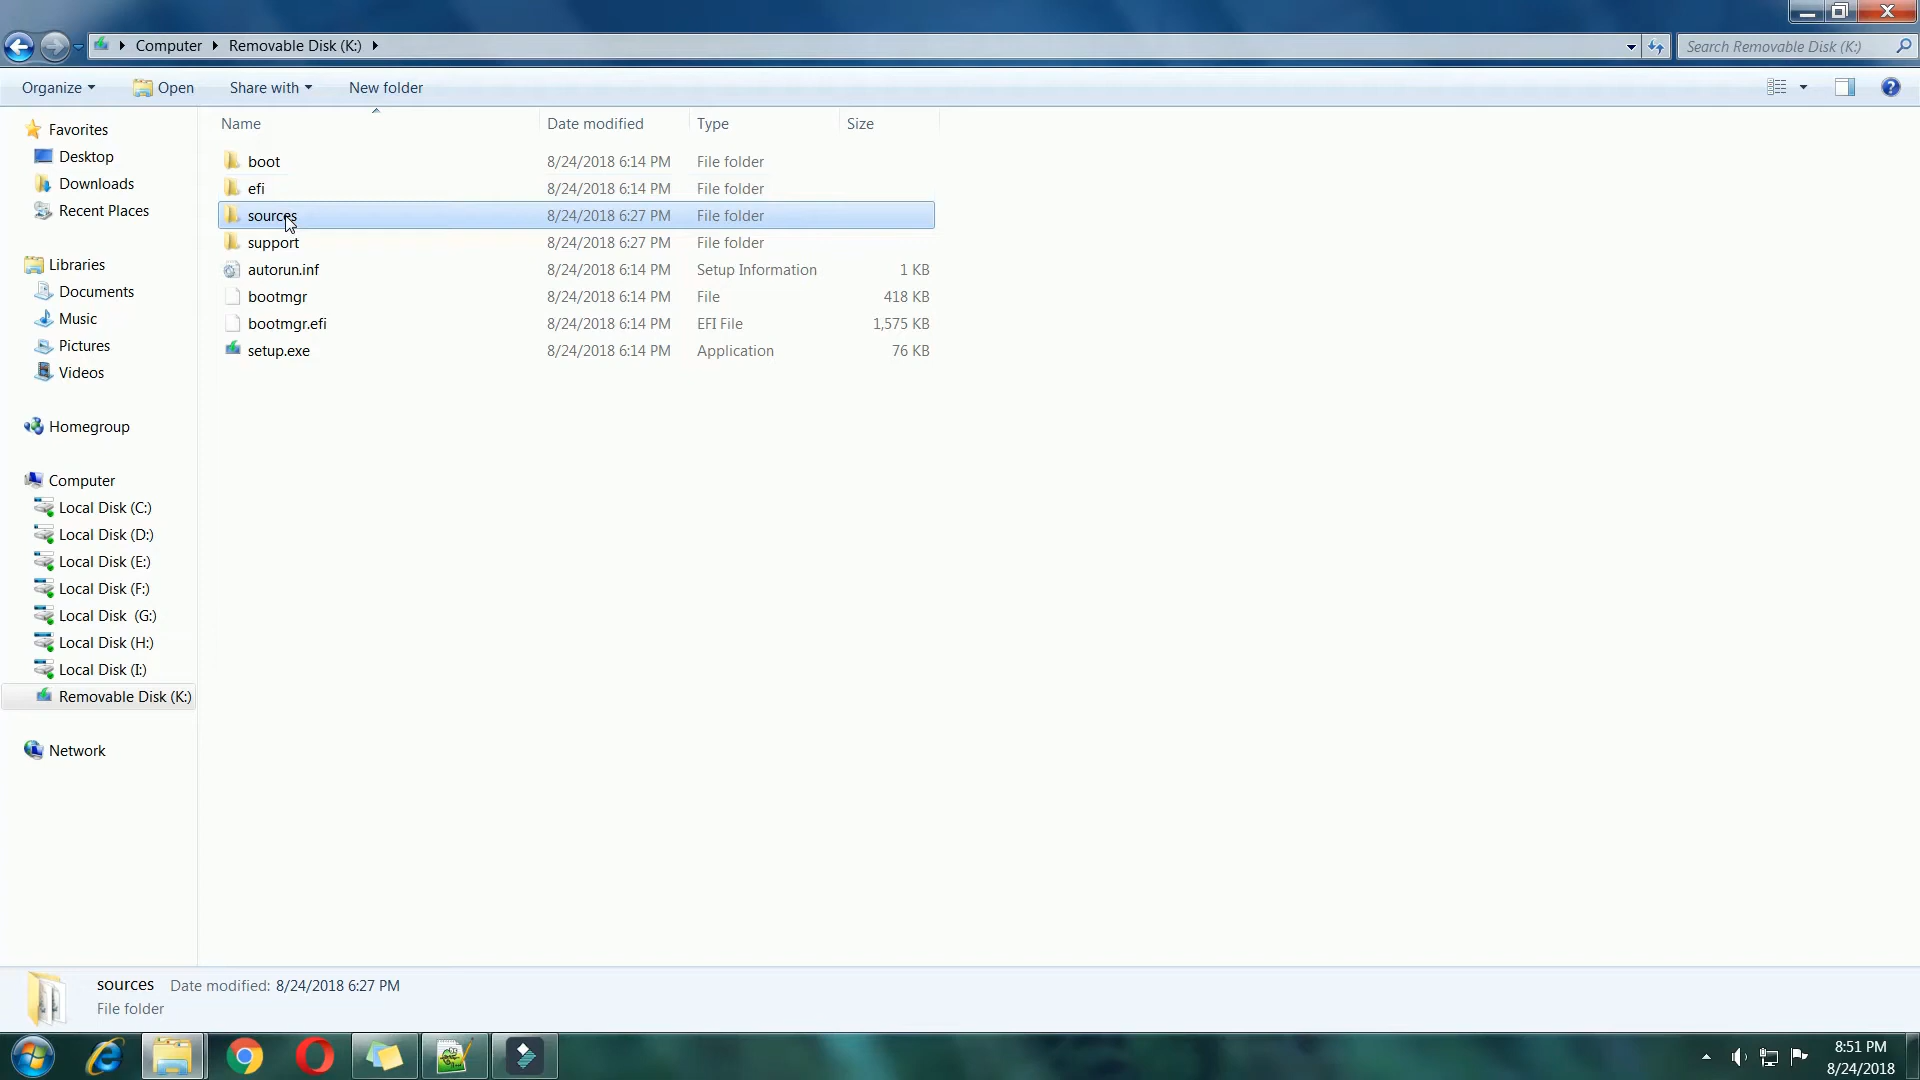 Computer Removable Disk (K:)
Search Removable Disk (K:)
Organize Open Share with New folder
Name Date modified Type Size
boot 8/24/2018 6:14 PM File folder
efi 8/24/2018 6:14 PM File folder
sources 8/24/2018 6:27 PM File folder
support 8/24/2018 6:27 PM File folder
autorun.inf 8/24/2018 6:14 PM Setup Information 1 KB
bootmgr 8/24/2018 6:14 PM File 418 KB
bootmgr.efi 8/24/2018 6:14 PM EFI File 1,575 KB
setup.exe 8/24/2018 6:14 PM Application 76 KB
Favorites
Desktop
Downloads
Recent Places
Libraries
Documents
Music
Pictures
Videos
Homegroup
Computer
Local Disk (C:)
Local Disk (D:)
Local Disk (E:)
Local Disk (F:)
Local Disk (G:)
Local Disk (H:)
Local Disk (I:)
Removable Disk (K:)
Network
sources Date modified: 8/24/2018 6:27 PM
File folder
8:51 PM
8/24/2018